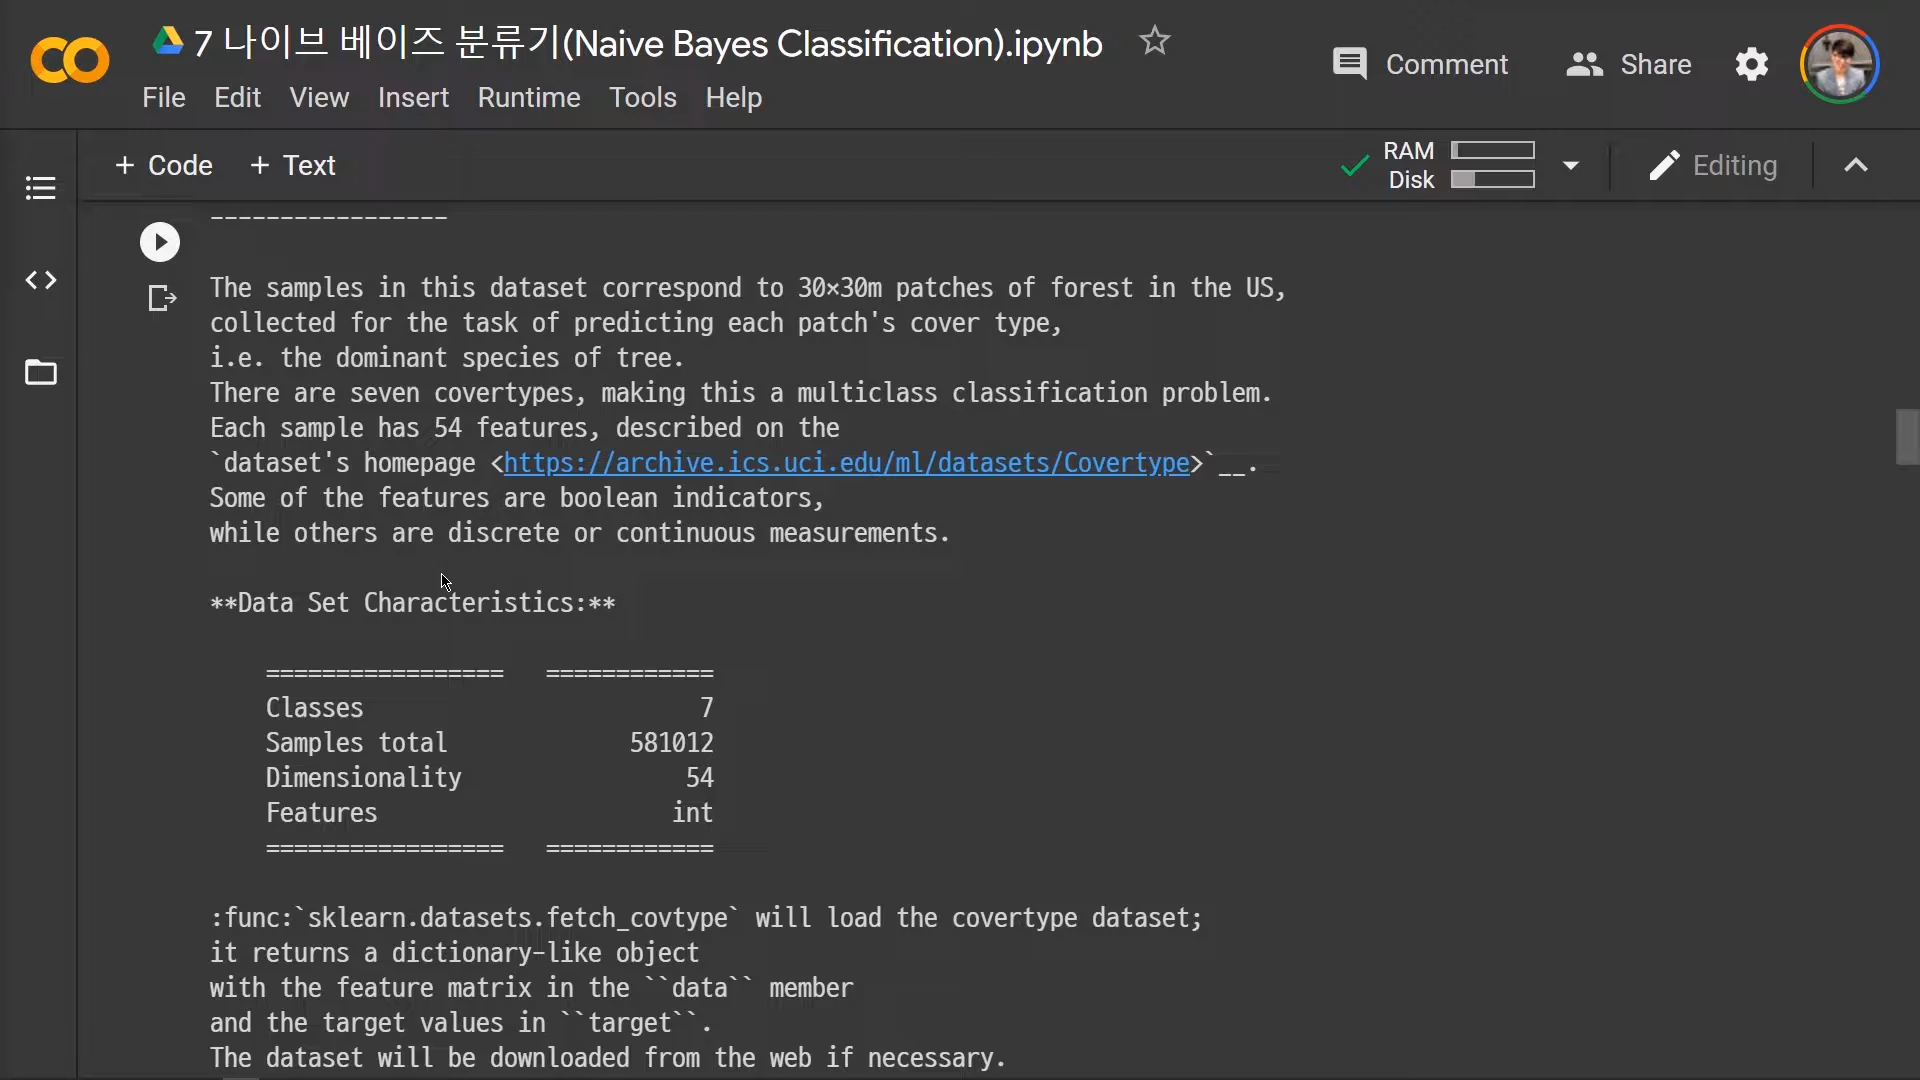 7 나이브 베이즈 분류기(Naive Bayes Classification).ipynb
Comment
Share
File Edit View Insert Runtime Tools Help
+ Code + Text
RAM
Disk
Editing
-----------------
The samples in this dataset correspond to 30×30m patches of forest in the US,
collected for the task of predicting each patch's cover type,
i.e. the dominant species of tree.
There are seven covertypes, making this a multiclass classification problem.
Each sample has 54 features, described on the
`dataset's homepage <https://archive.ics.uci.edu/ml/datasets/Covertype>`__.
Some of the features are boolean indicators,
while others are discrete or continuous measurements.
**Data Set Characteristics:**
================= ============
Classes 7
Samples total 581012
Dimensionality 54
Features int
================= ============
:func:`sklearn.datasets.fetch_covtype` will load the covertype dataset;
it returns a dictionary-like object
with the feature matrix in the ``data`` member
and the target values in ``target``.
The dataset will be downloaded from the web if necessary.